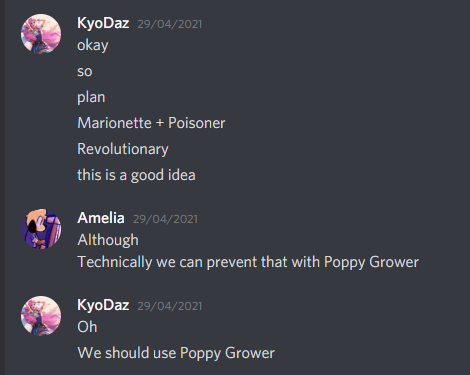 KyoDaz 29/04/2021
okay
so
plan
Marionette + Poisoner
Revolutionary
this is a good idea
Amelia 29/04/2021
Although
Technically we can prevent that with Poppy Grower
KyoDaz 29/04/2021
Oh
We should use Poppy Grower